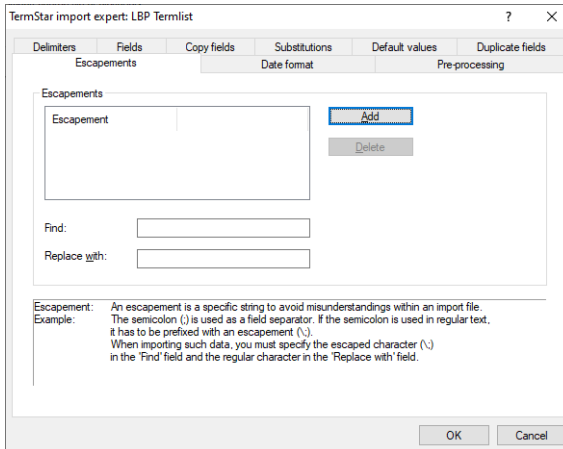 TermStar import expert: LBP Termlist
?
Delimiters Fields Copy fields Substitutions Default values Duplicate fields
Escapements Date format Pre-processing
Escapements
Escapement
Add
Delete
Find:
Replace with:
Escapement: An escapement is a specific string to avoid misunderstandings within an import file.
Example: The semicolon (;) is used as a field separator. If the semicolon is used in regular text,
it has to be prefixed with an escapement (\;).
When importing such data, you must specify the escaped character (\;)
in the 'Find' field and the regular character in the 'Replace with' field.
OK Cancel